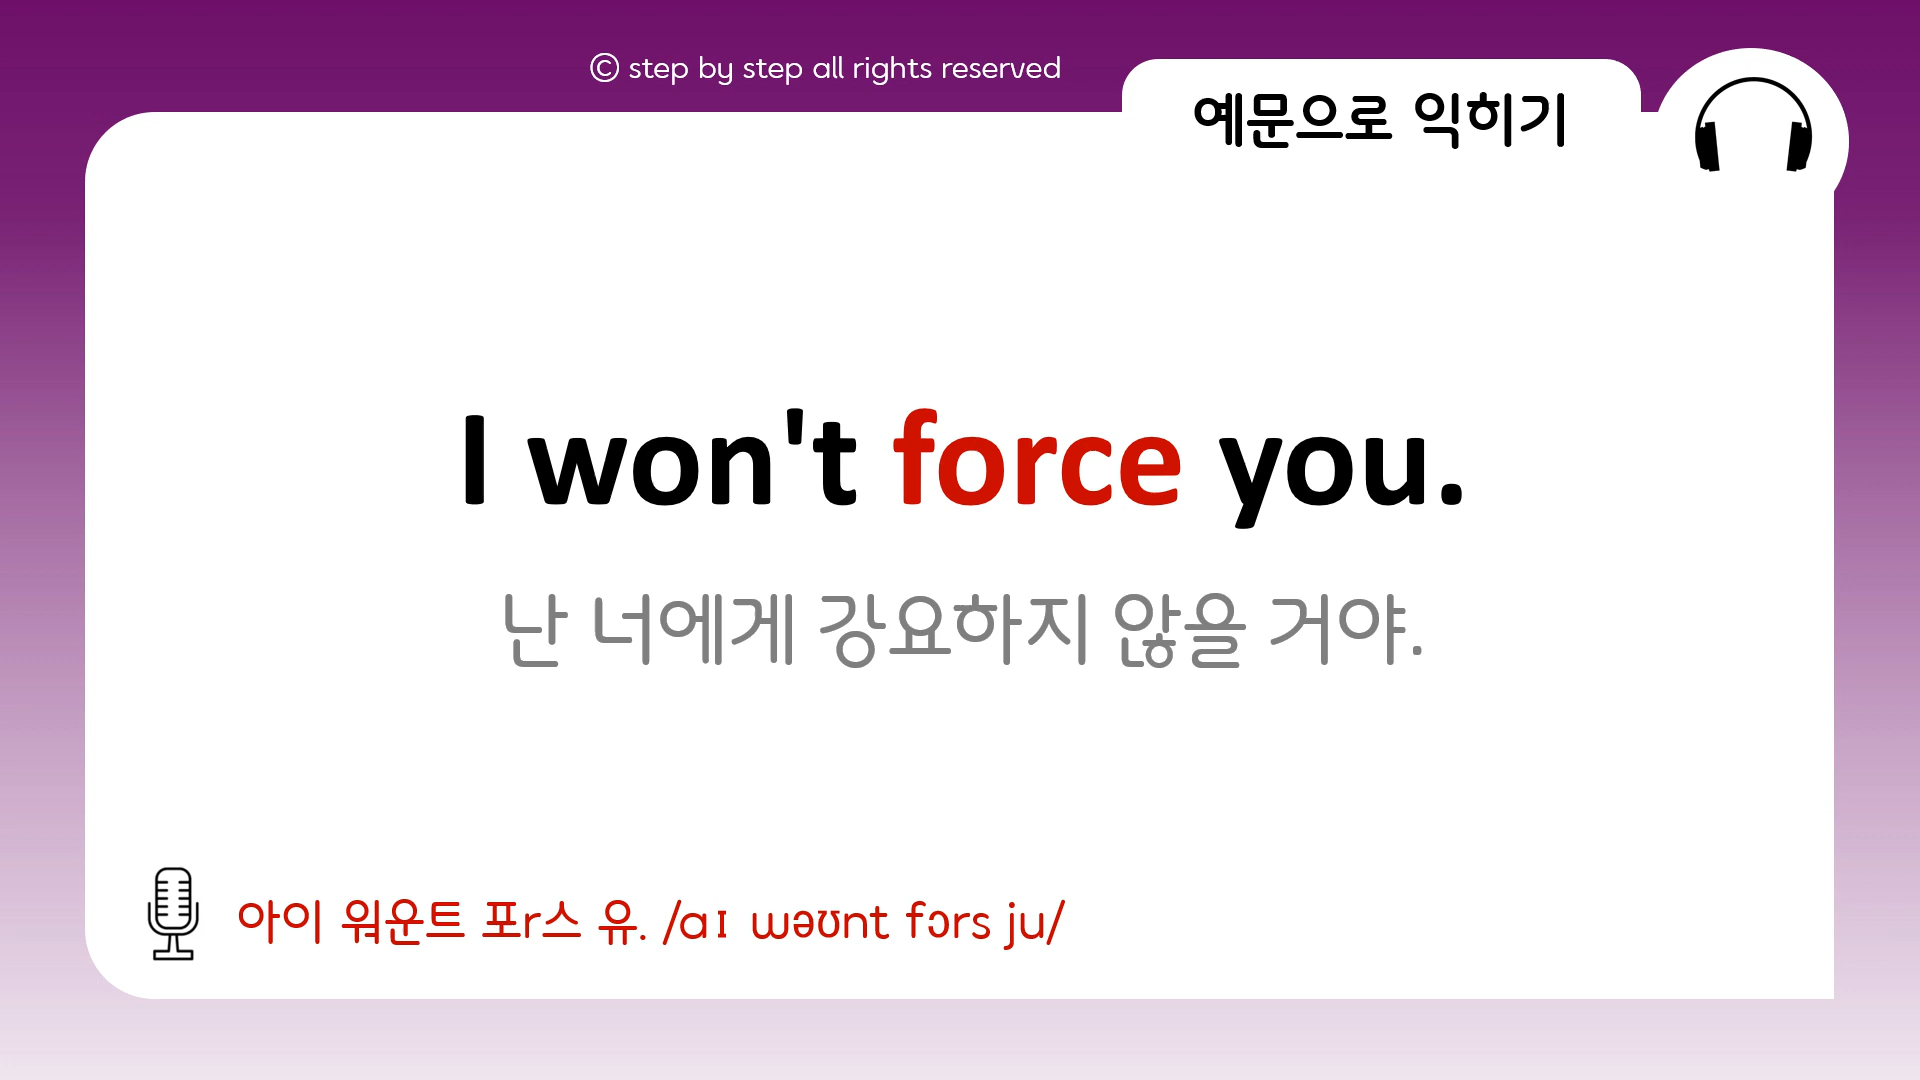 © step by step all rights reserved
예문으로 익히기
I won't force you.
난 너에게 강요하지 않을 거야.
아이 워운트 포r스 유. /aɪ wəʊnt fɔrs ju/